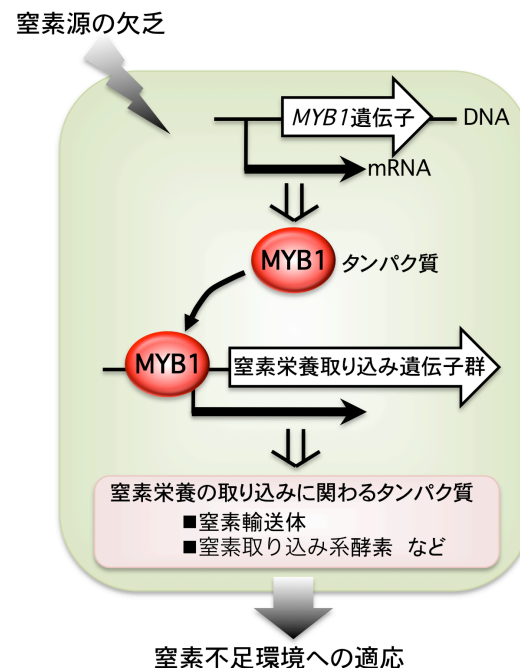 窒素源の欠乏
MYB1遺伝子
DNA
mRNA
MYB1 タンパク質
MYB1
窒素栄養取り込み遺伝子群
窒素栄養の取り込みに関わるタンパク質
■窒素輸送体
■窒素取り込み系酵素 など
窒素不足環境への適応